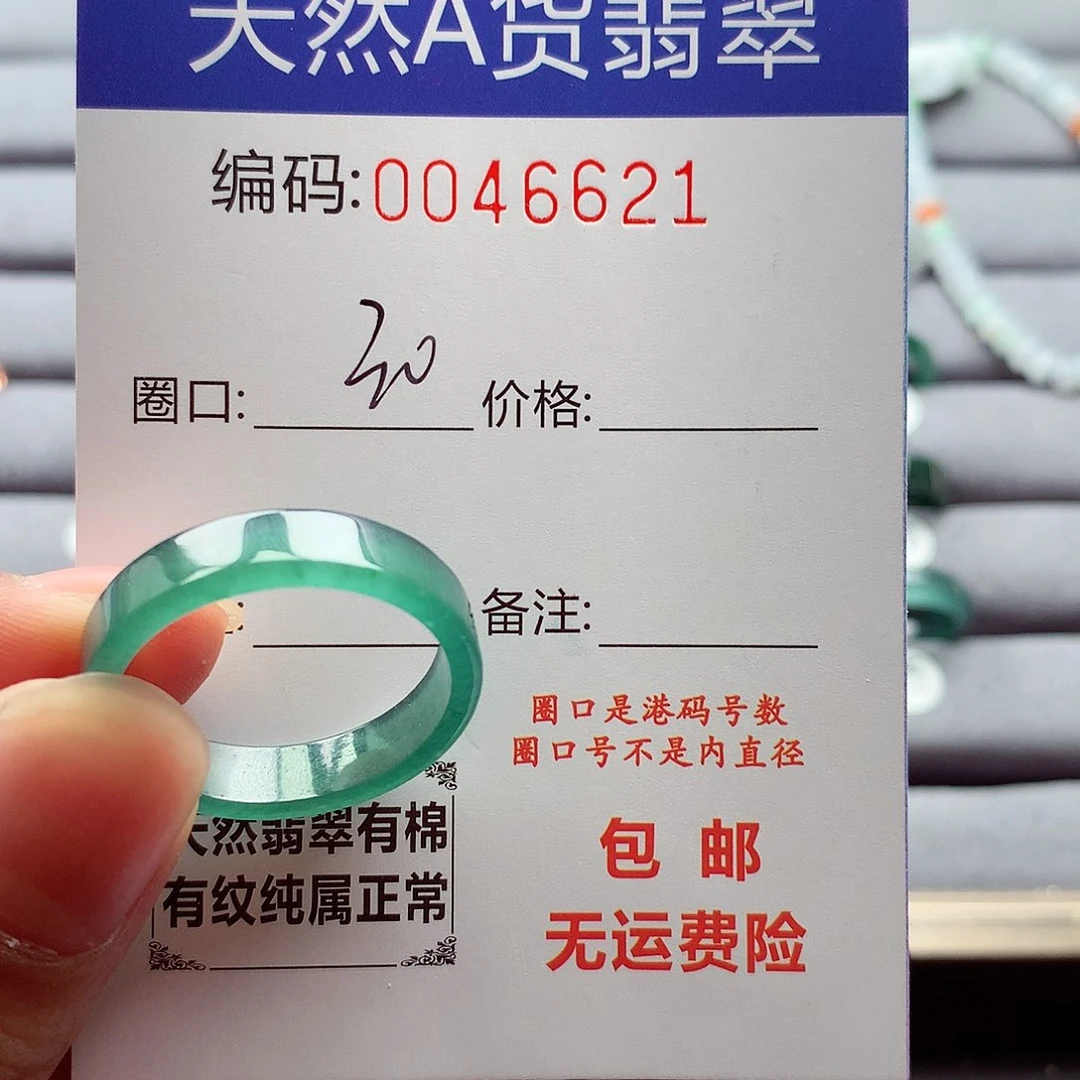 天然A货翡翠
编码:0046621
圈口: 30 价格:
备注:
圈口是港码号数
圈口号不是内直径
包邮
无运费险
天然翡翠有棉
有纹纯属正常